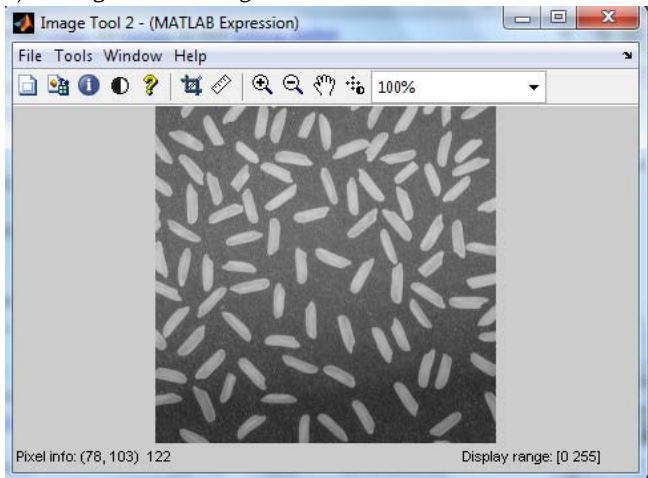 Image Tool 2 - (MATLAB Expression)
File Tools Window Help
100%
Pixel info: (78, 103) 122
Display range: [0 255]